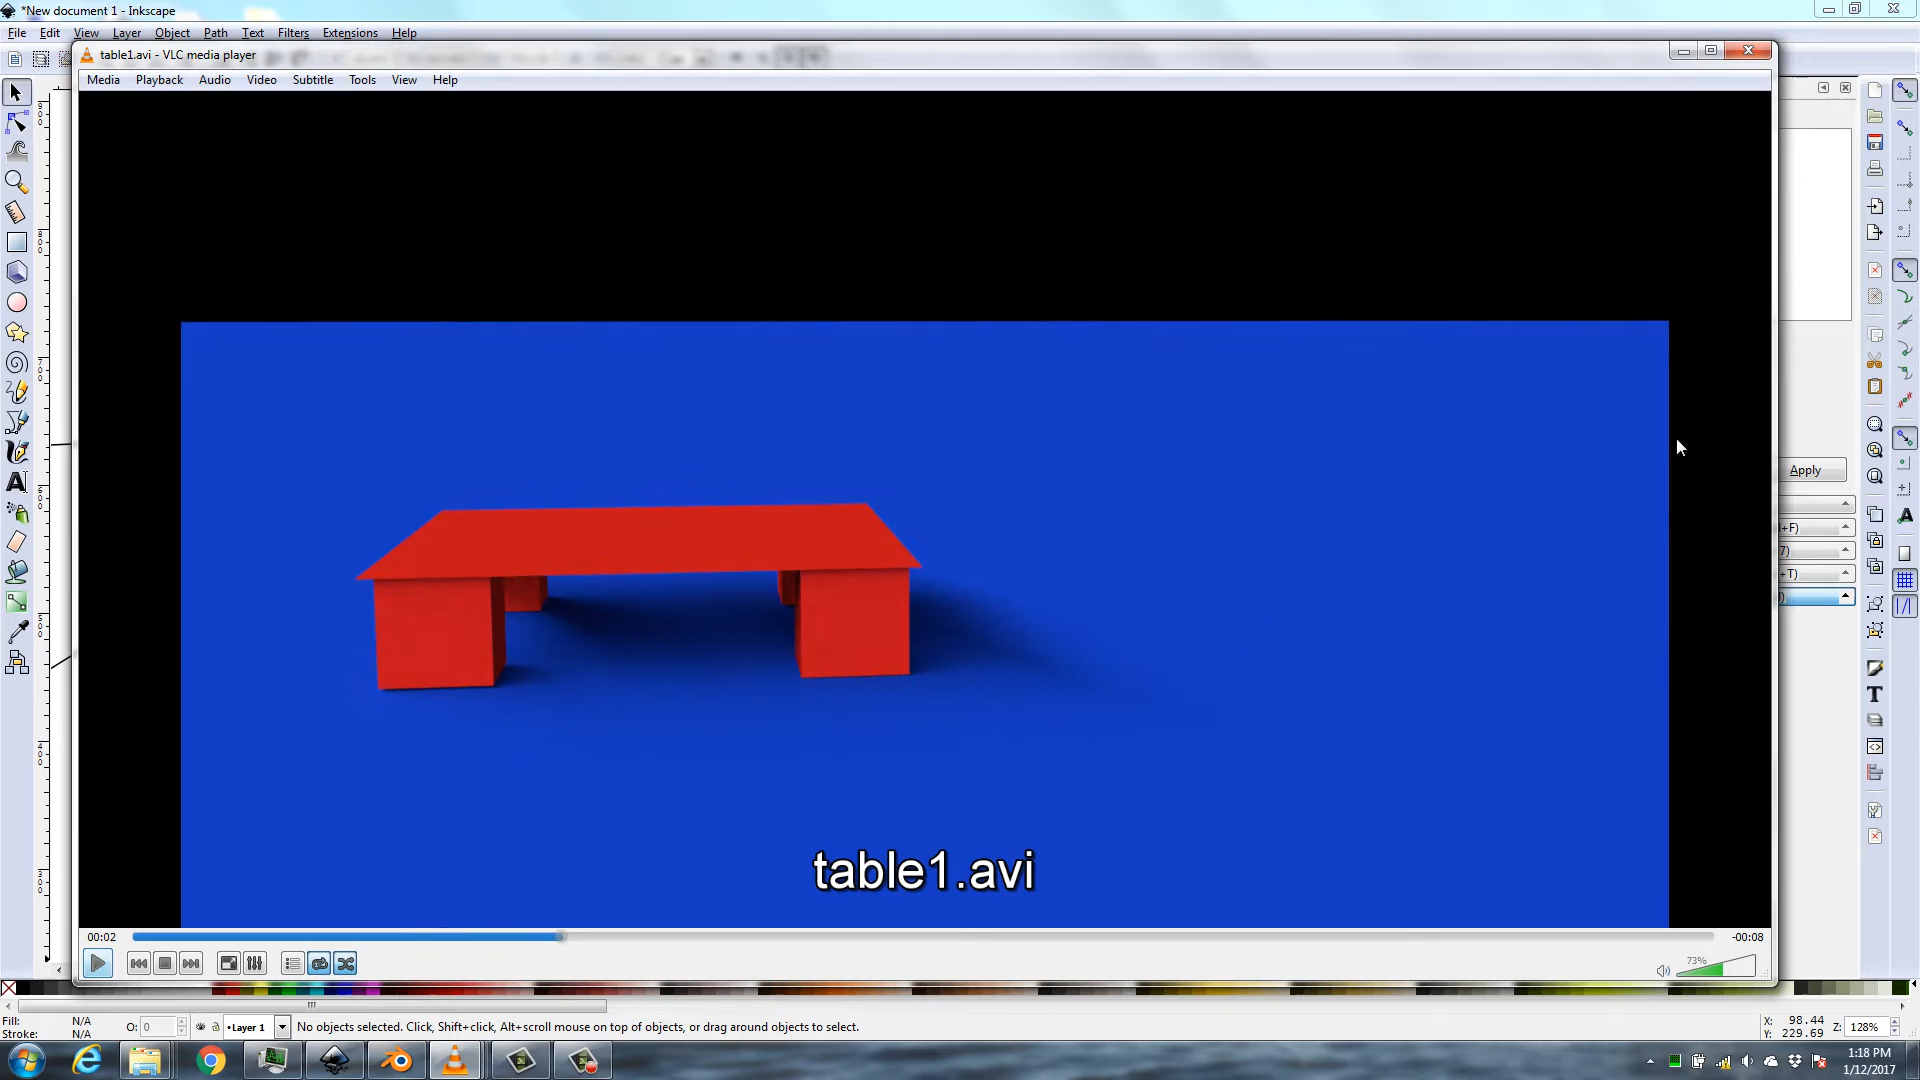 *New document 1 - Inkscape
File Edit View Layer Object Path Text Filters Extensions Help
table1.avi - VLC media player
Media Playback Audio Video Subtitle Tools View Help
Apply
+F)
7)
+T)
table1.avi
00:02
-00:08
73%
Fill: N/A
Stroke: N/A
O: 0
•Layer 1
No objects selected. Click, Shift+click, Alt+scroll mouse on top of objects, or drag around objects to select.
X: 98.44
Y: 229.69
Z: 128%
1:18 PM
1/12/2017